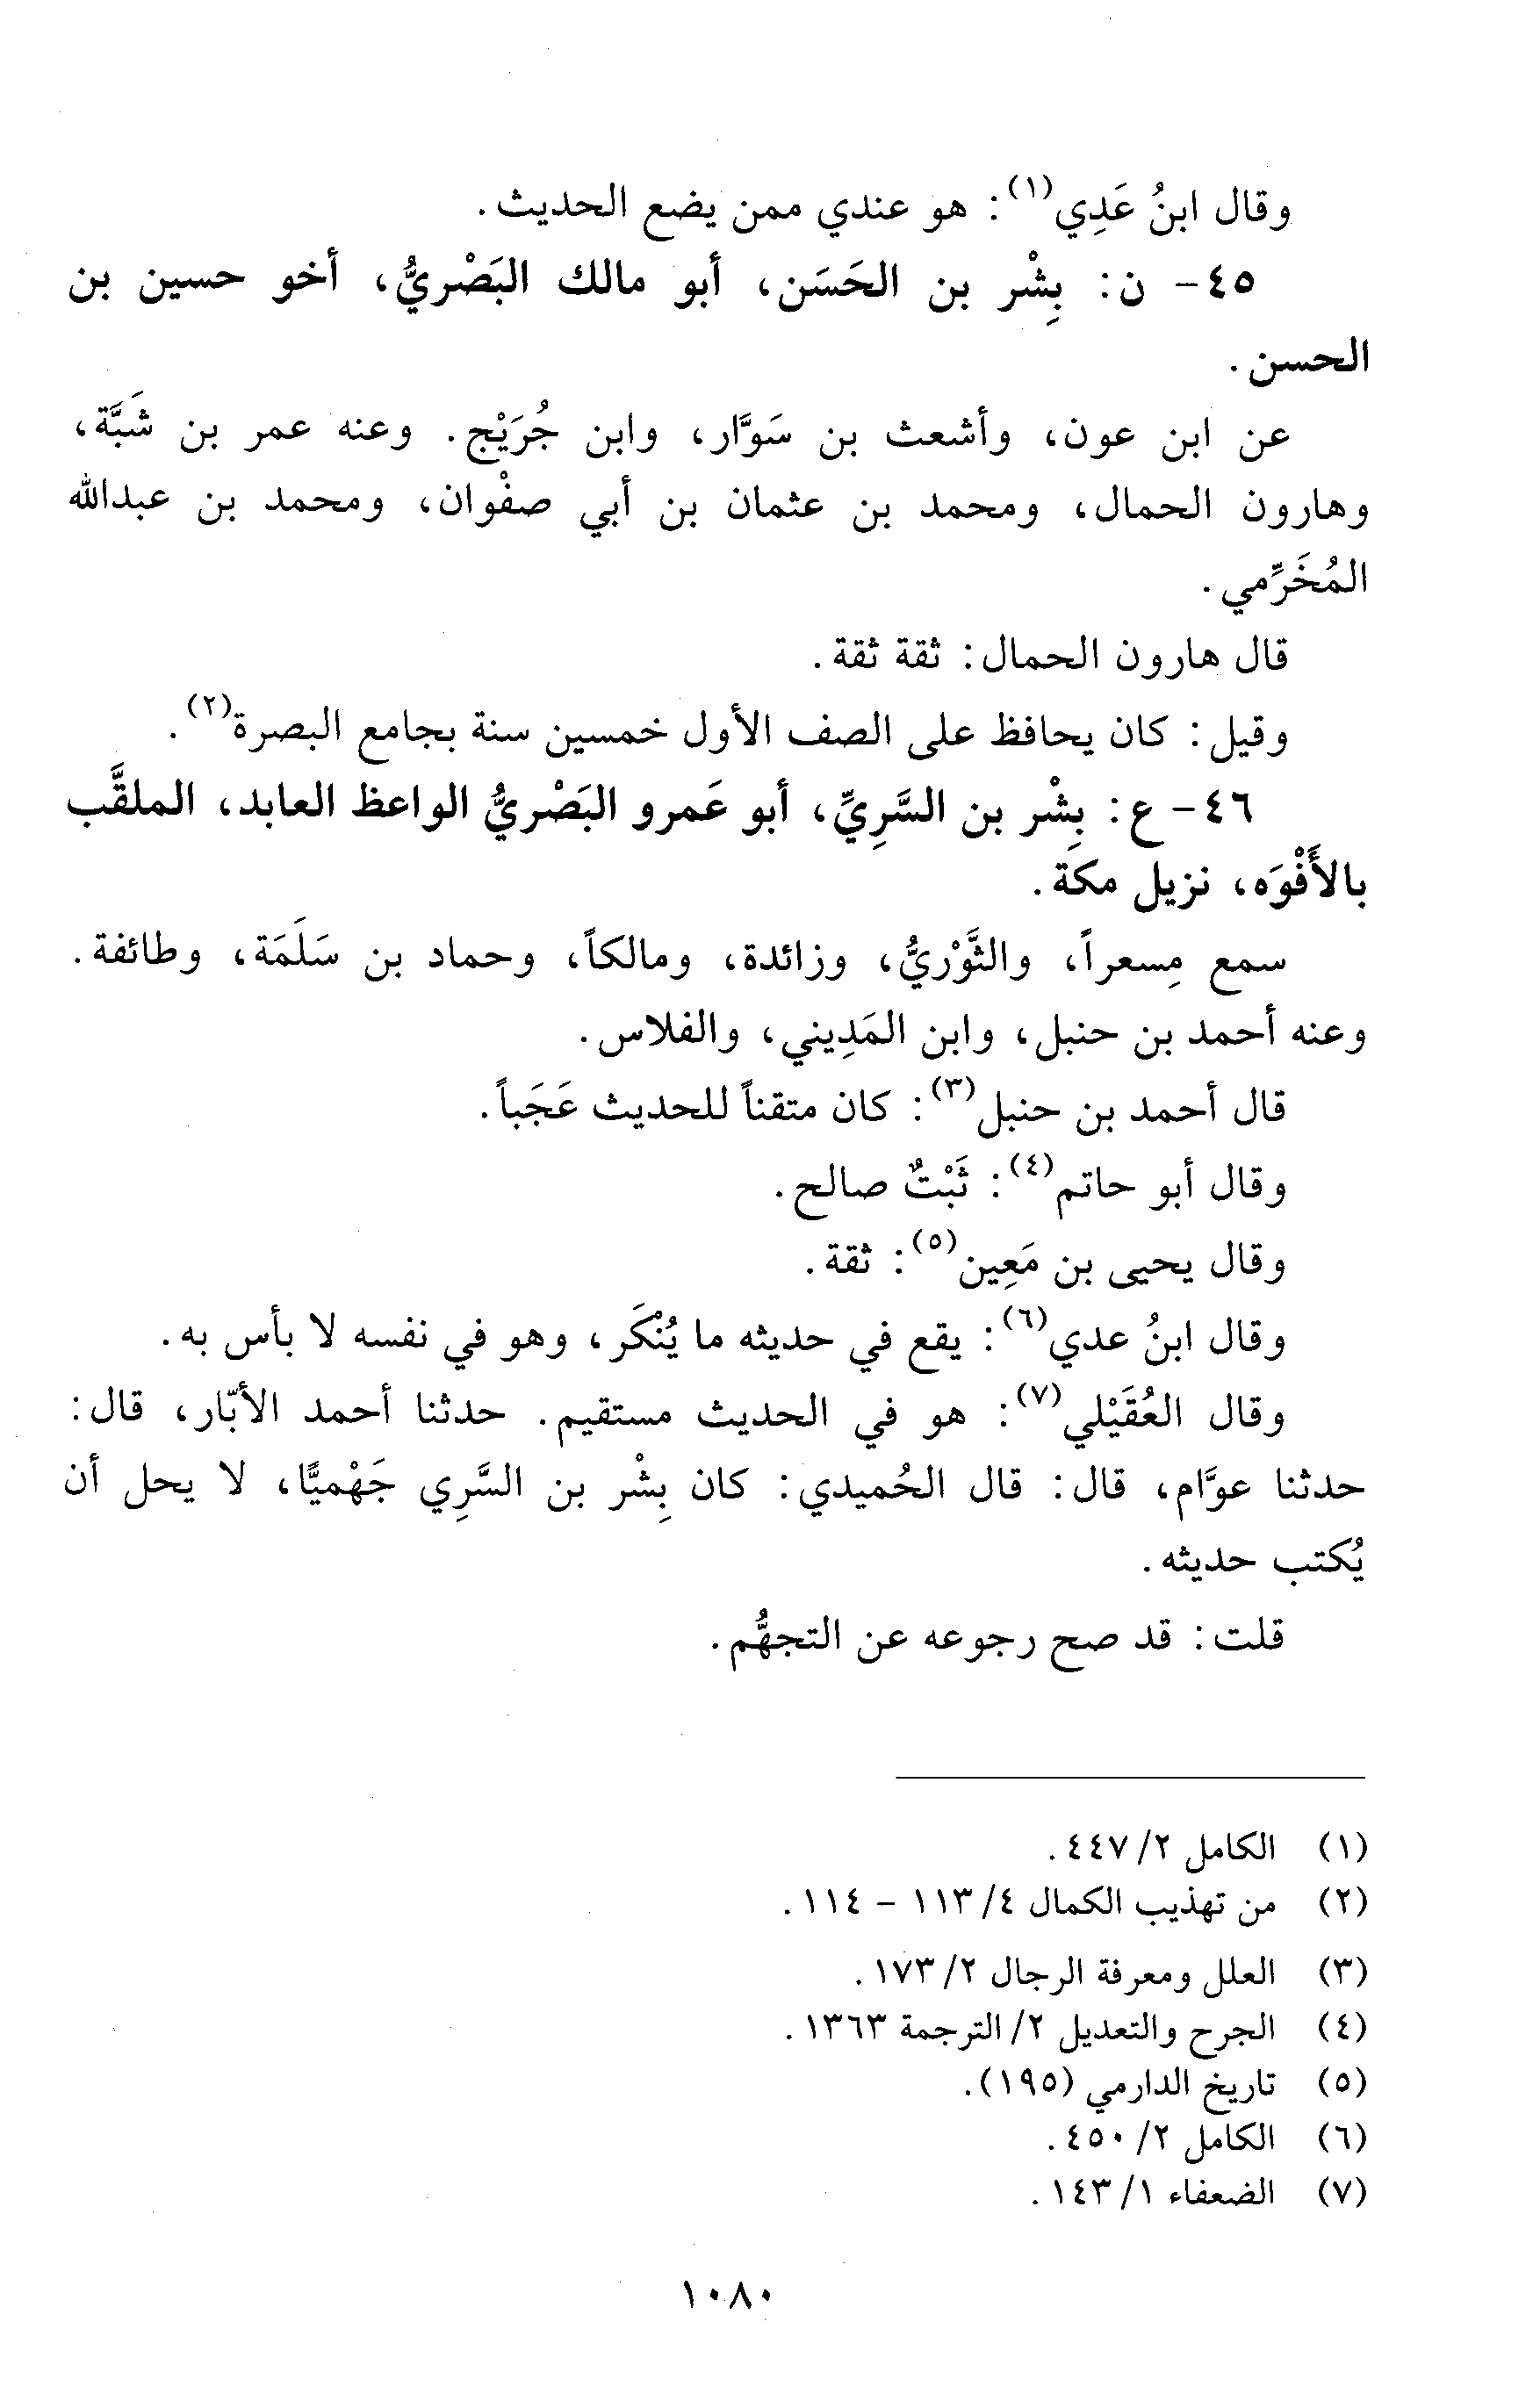 وقال ابنُ عَدِي(١): هو عندي ممن يضع الحديث.
٤٥- ن: بِشْر بن الحَسَن، أبو مالك البَصْريُّ، أخو حسين بن
الحسن.
عن ابن عون، وأشعث بن سَوَّار، وابن جُرَيْج. وعنه عمر بن شَبَّة،
وهارون الحمال، ومحمد بن عثمان بن أبي صفْوان، ومحمد بن عبدالله
المُخَرِّمي.
قال هارون الحمال: ثقة ثقة.
وقيل: كان يحافظ على الصف الأول خمسين سنة بجامع البصرة(٢).
٤٦- ع: بِشْر بن السَّرِيِّ، أبو عَمرو البَصْريُّ الواعظ العابد، الملقَّب
بالأَفْوَه، نزيل مكة.
سمع مِسعراً، والثَّوْريُّ، وزائدة، ومالكاً، وحماد بن سَلَمَة، وطائفة.
وعنه أحمد بن حنبل، وابن المَدِيني، والفلاس.
قال أحمد بن حنبل(٣): كان متقناً للحديث عَجَباً.
وقال أبو حاتم(٤): ثَبْتٌ صالح.
وقال يحيى بن مَعِين(٥): ثقة.
وقال ابنُ عدي(٦): يقع في حديثه ما يُنْكَر، وهو في نفسه لا بأس به.
وقال العُقَيْلي(٧): هو في الحديث مستقيم. حدثنا أحمد الأبّار، قال:
حدثنا عوَّام، قال: قال الحُميدي: كان بِشْر بن السَّرِي جَهْميًّا، لا يحل أن
يُكتب حديثه.
قلت: قد صح رجوعه عن التجهُّم.
(١) الكامل ٢/ ٤٤٧.
(٢) من تهذيب الكمال ٤/ ١١٣ - ١١٤.
(٣) العلل ومعرفة الرجال ٢/ ١٧٣.
(٤) الجرح والتعديل ٢/ الترجمة ١٣٦٣.
(٥) تاريخ الدارمي (١٩٥).
(٦) الكامل ٢/ ٤٥٠.
(٧) الضعفاء ١/ ١٤٣.
١٠٨٠